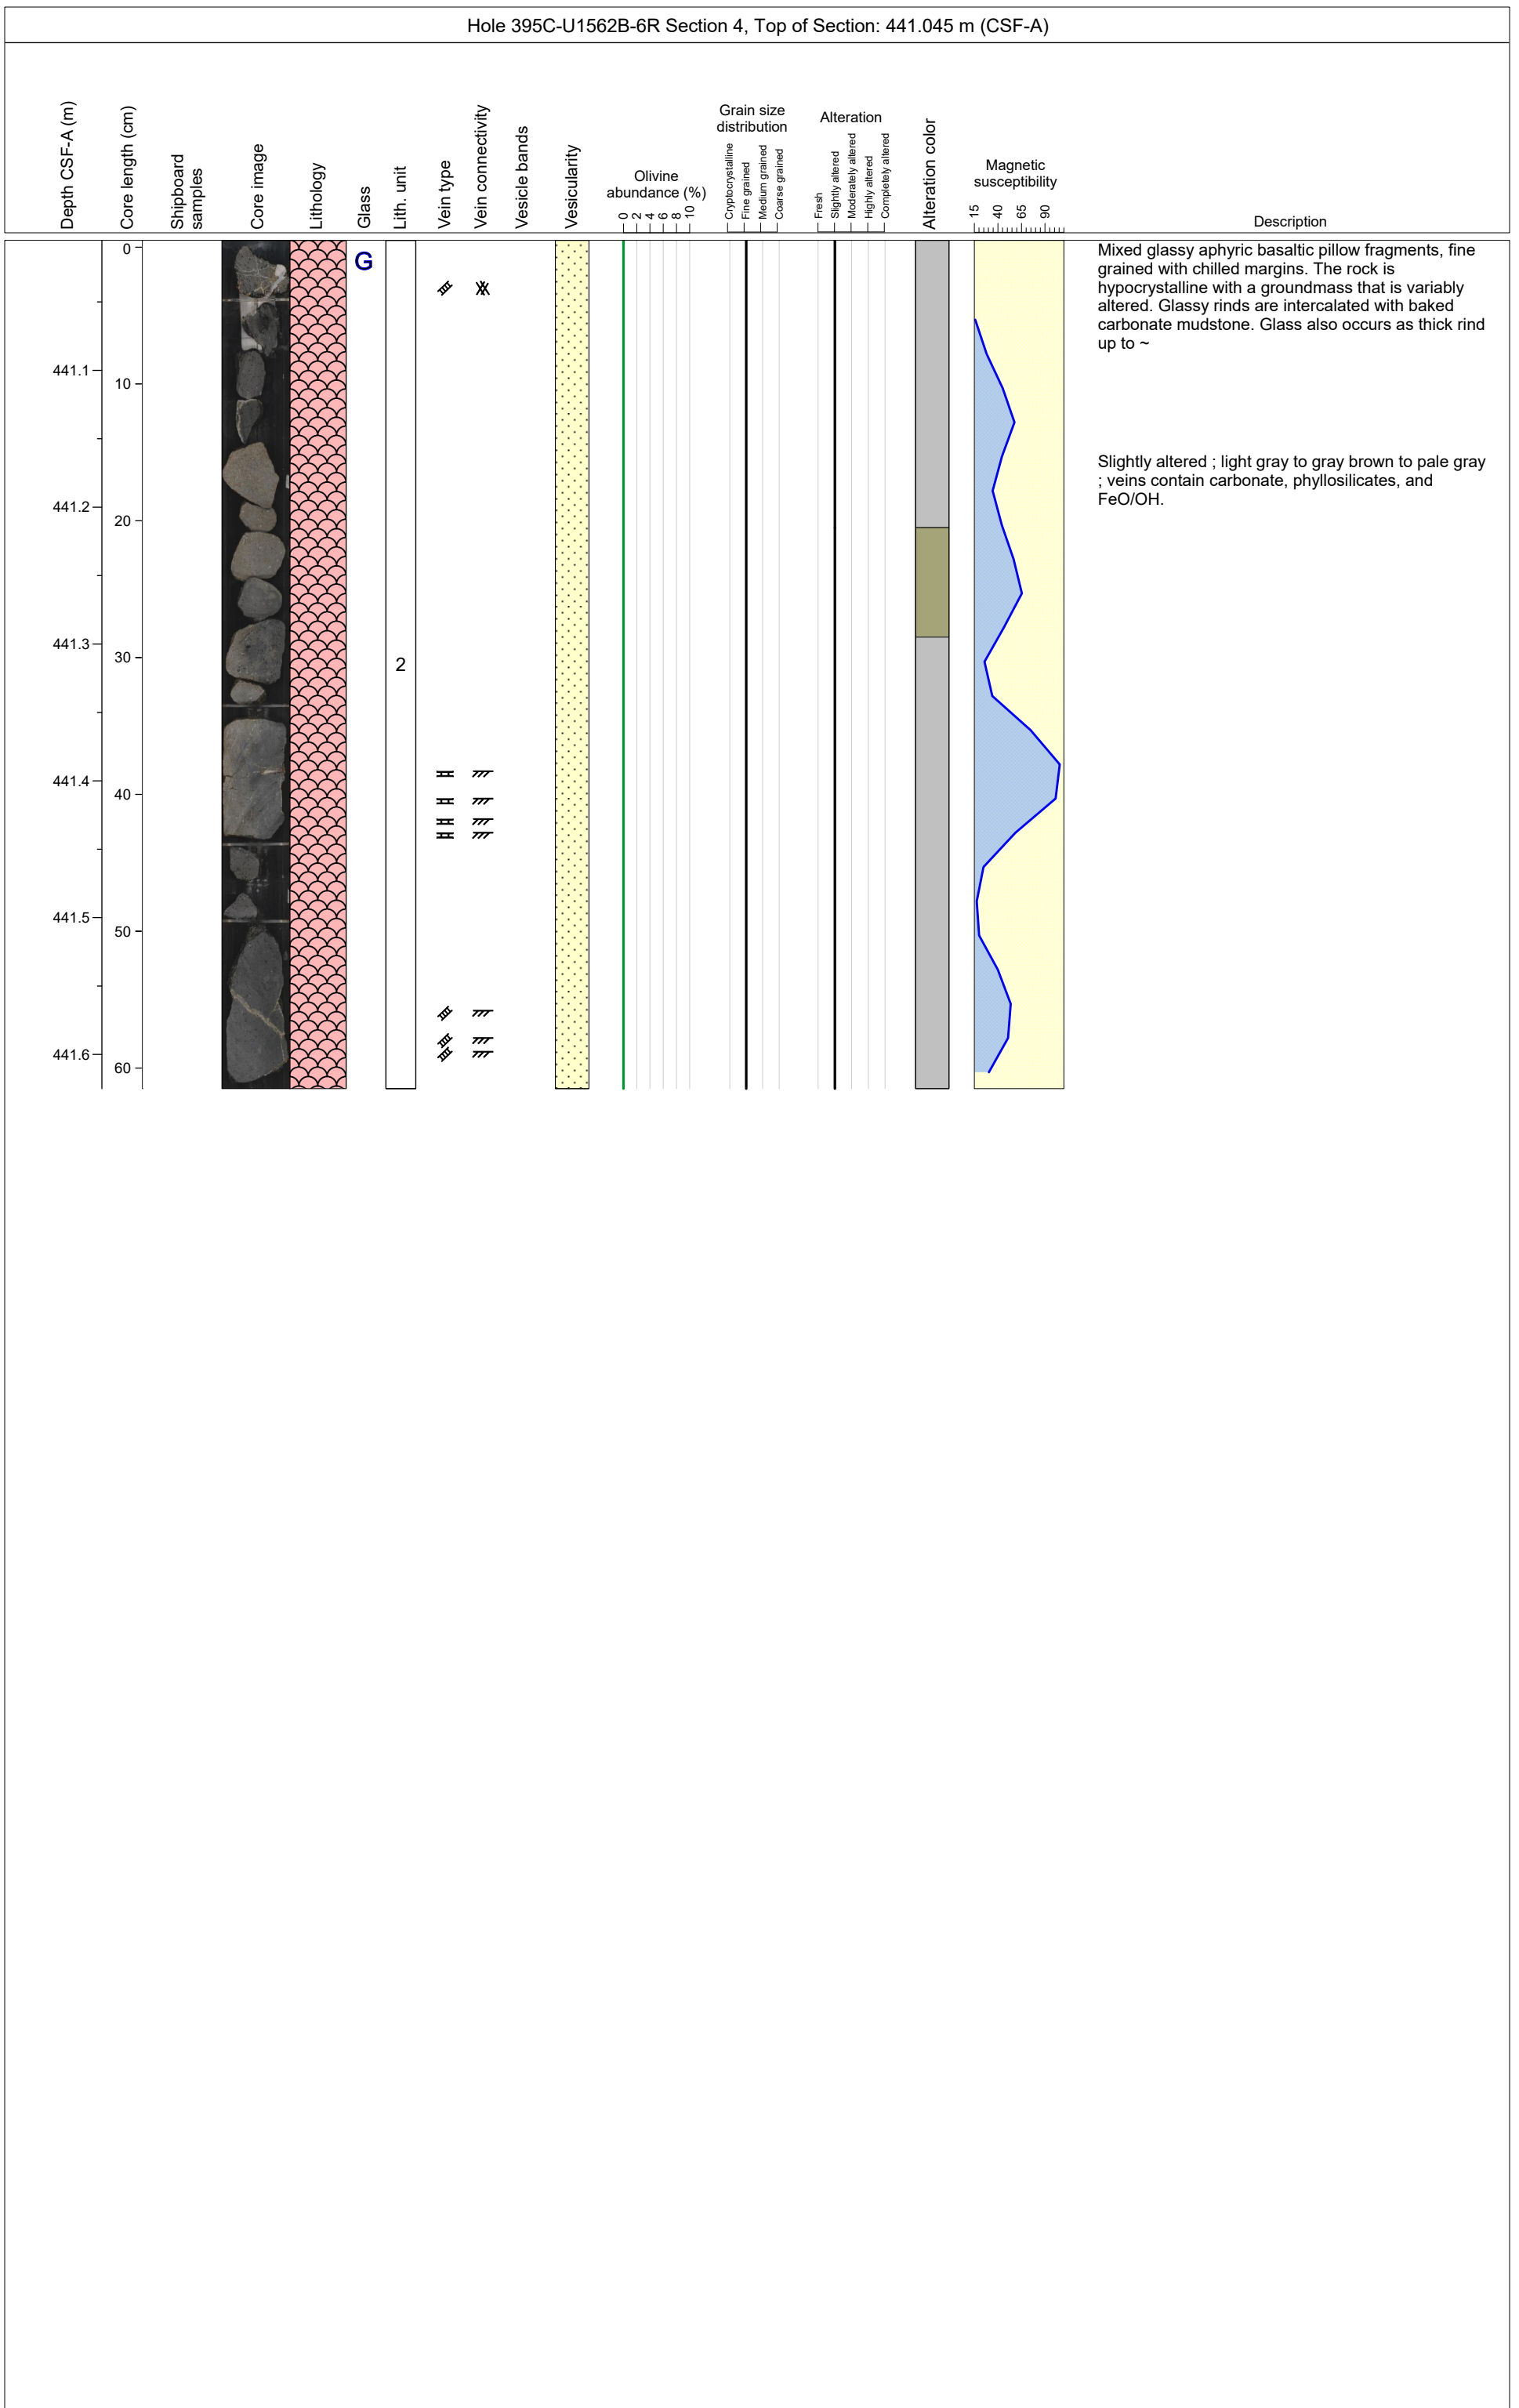 Hole 395C-U1562B-6R Section 4, Top of Section: 441.045 m (CSF-A)
Depth CSF-A (m)
Core length (cm)
Shipboard
samples
Core image
Lithology
Glass
Lith. unit
Vein type
Vein connectivity
Vesicle bands
Vesicularity
Olivine
abundance (%)
0
2
4
6
8
10
Grain size
distribution
Cryptocrystalline
Fine grained
Medium grained
Coarse grained
Alteration
Fresh
Slightly altered
Moderately altered
Highly altered
Completely altered
Alteration color
Magnetic
susceptibility
15
40
65
90
Description
441.1
441.2
441.3
441.4
441.5
441.6
0
10
20
30
40
50
60
G
2
Mixed glassy aphyric basaltic pillow fragments, fine
grained with chilled margins. The rock is
hypocrystalline with a groundmass that is variably
altered. Glassy rinds are intercalated with baked
carbonate mudstone. Glass also occurs as thick rind
up to ~
Slightly altered ; light gray to gray brown to pale gray
; veins contain carbonate, phyllosilicates, and
FeO/OH.